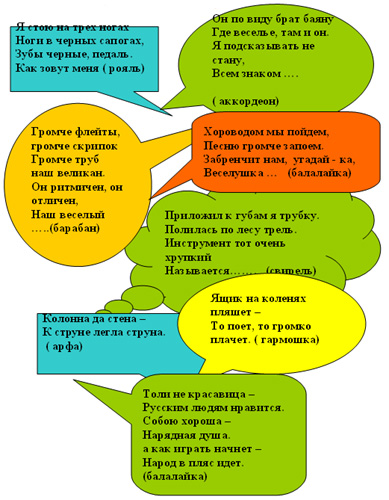 Я стою на трех ногах
Ноги в черных сапогах,
Зубы черные, педаль.
Как зовут меня ( рояль)
Он по виду брат баяну
Где веселье, там и он.
Я подсказывать не
стану,
Всем знаком ….
( аккордеон)
Громче флейты,
громче скрипок
Громче труб
наш великан.
Он ритмичен, он
отличен,
Наш веселый
…..(барабан)
Хороводом мы пойдем,
Песню громче запоем.
Забренчит нам, угадай - ка,
Веселушка … (балалайка)
Приложил к губам я трубку.
Полилась по лесу трель.
Инструмент тот очень
хрупкий
Называется……. (свирель)
Ящик на коленях
пляшет –
То поет, то громко
плачет. ( гармошка)
Колонна да стена –
К струне легла струна.
( арфа)
Толи не красавица –
Русским людям нравится.
Собою хороша –
Нарядная душа.
а как играть начнет –
Народ в пляс идет.
(балалайка)